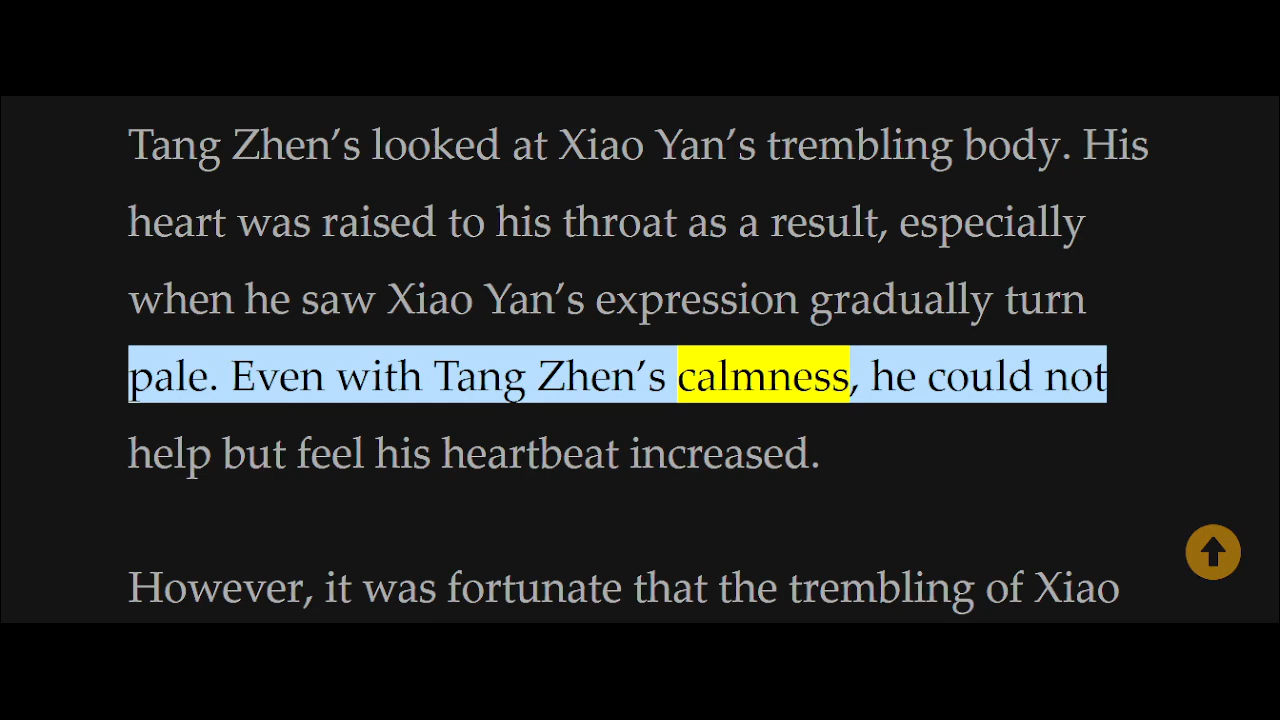 Tang Zhen’s looked at Xiao Yan’s trembling body. His
heart was raised to his throat as a result, especially
when he saw Xiao Yan’s expression gradually turn
pale. Even with Tang Zhen’s calmness, he could not
help but feel his heartbeat increased.
However, it was fortunate that the trembling of Xiao